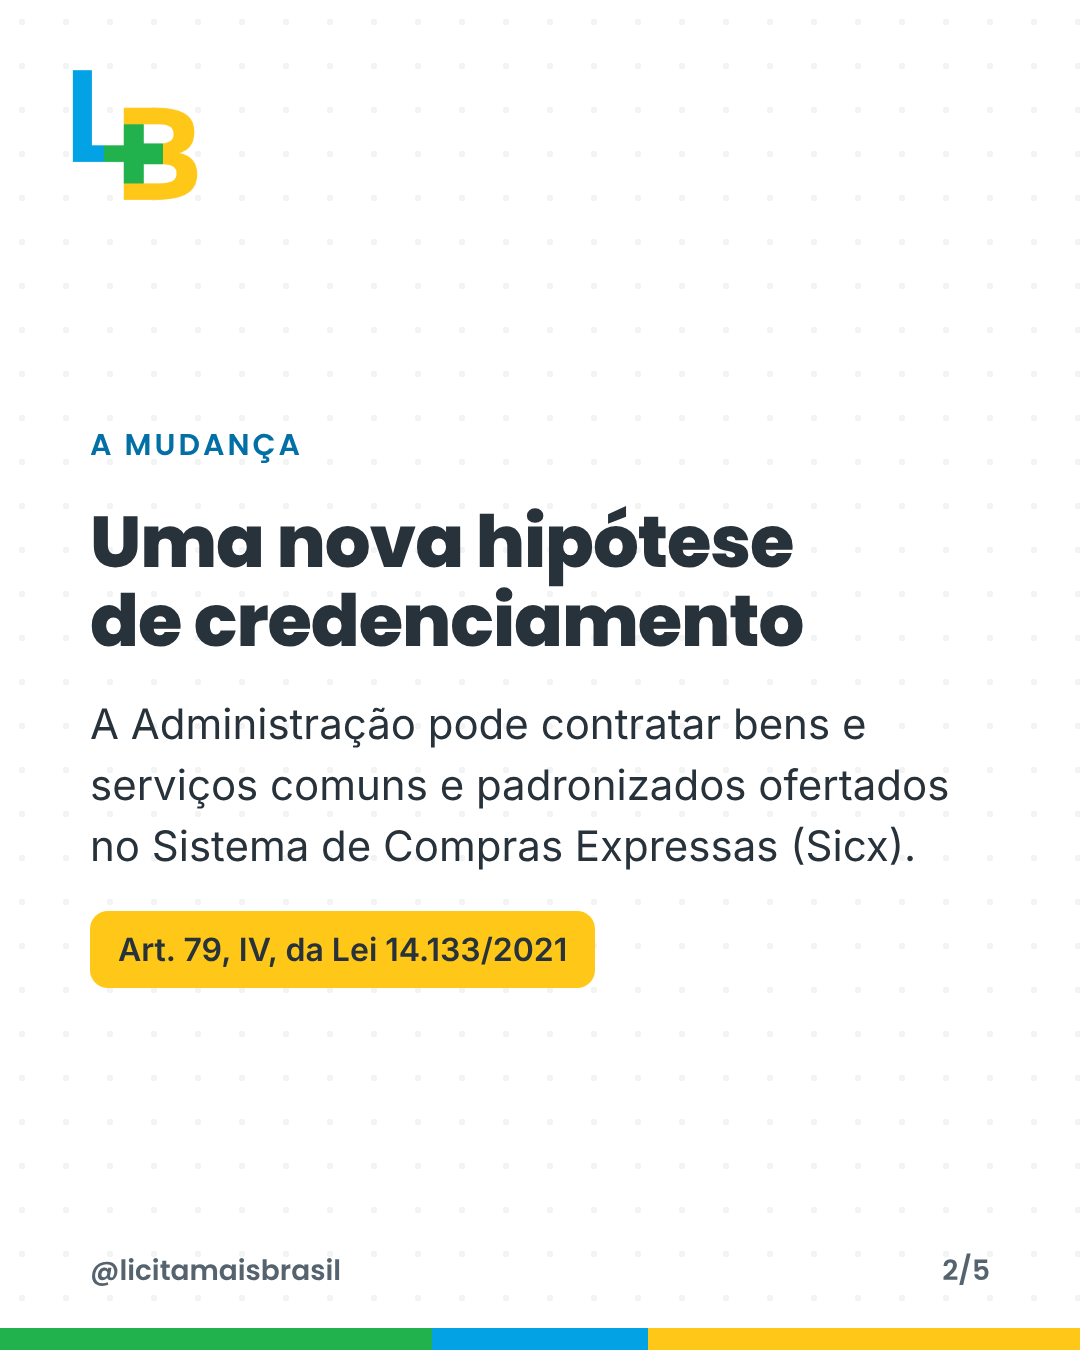 L+B
A MUDANÇA
Uma nova hipótese
de credenciamento
A Administração pode contratar bens e
serviços comuns e padronizados ofertados
no Sistema de Compras Expressas (Sicx).
Art. 79, IV, da Lei 14.133/2021
@licitamaisbrasil
2/5